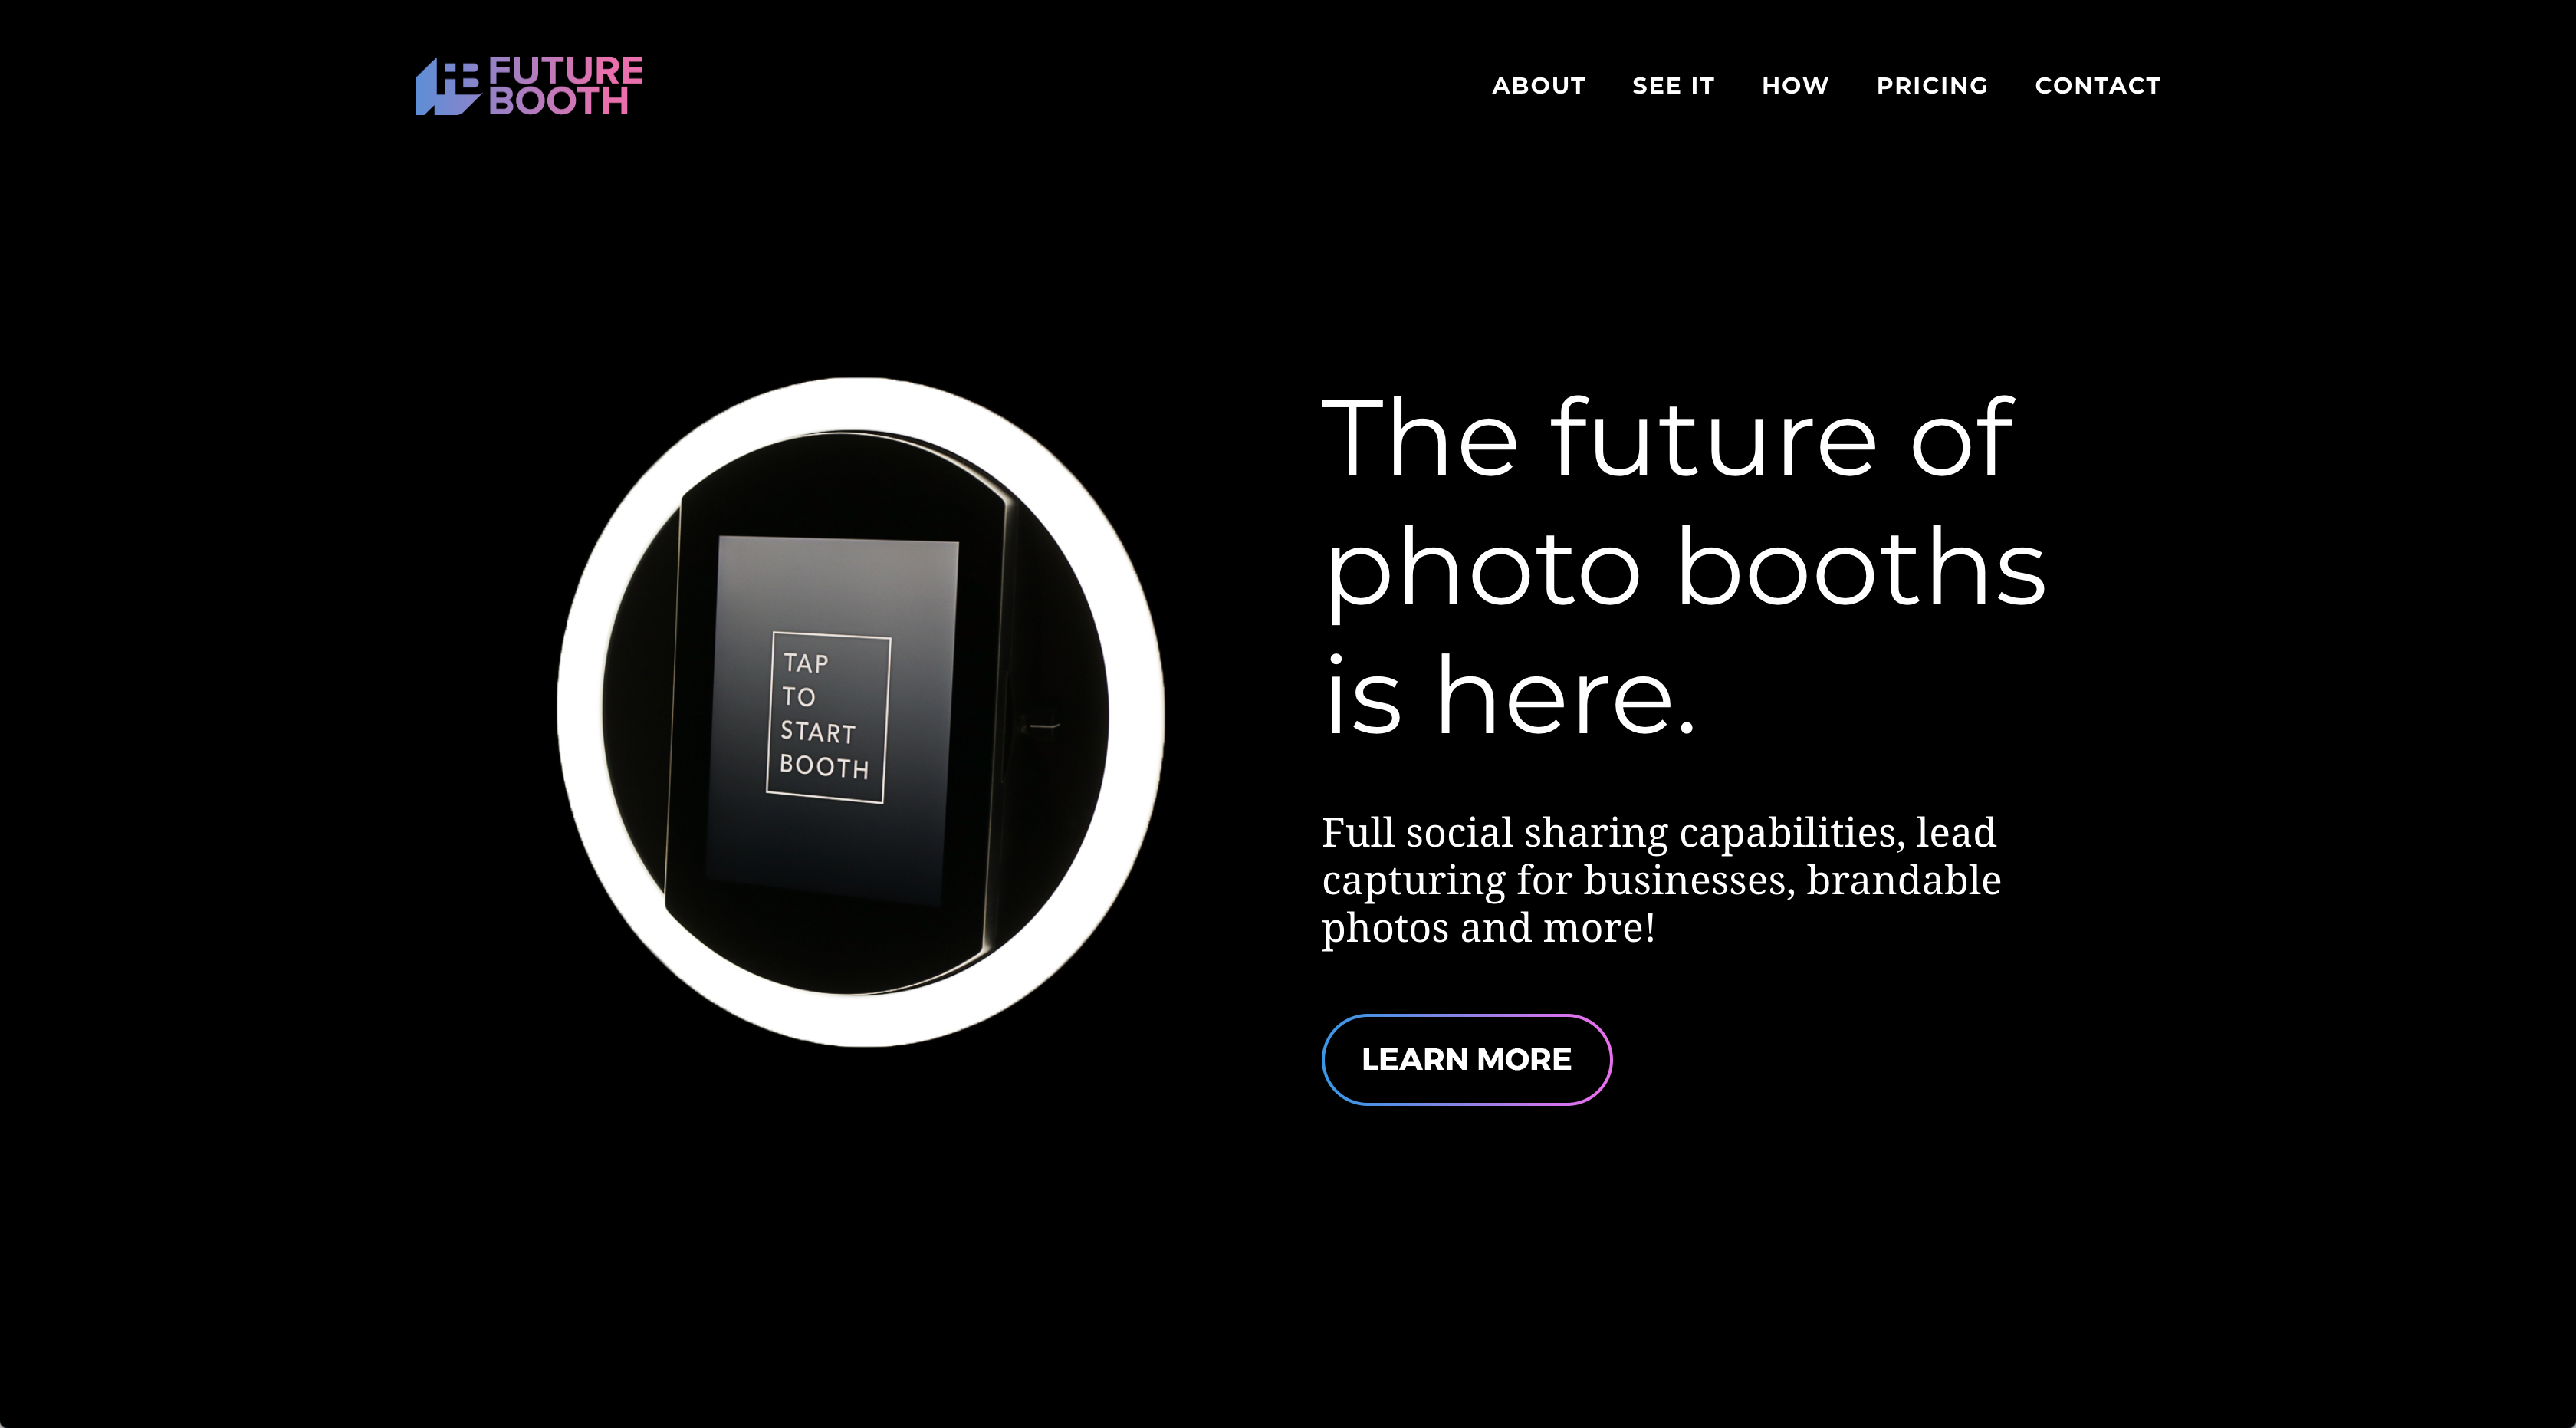 FUTURE
BOOTH
ABOUT SEE IT HOW PRICING CONTACT
TAP
TO
START
BOOTH
The future of
photo booths
is here.
Full social sharing capabilities, lead
capturing for businesses, brandable
photos and more!
LEARN MORE